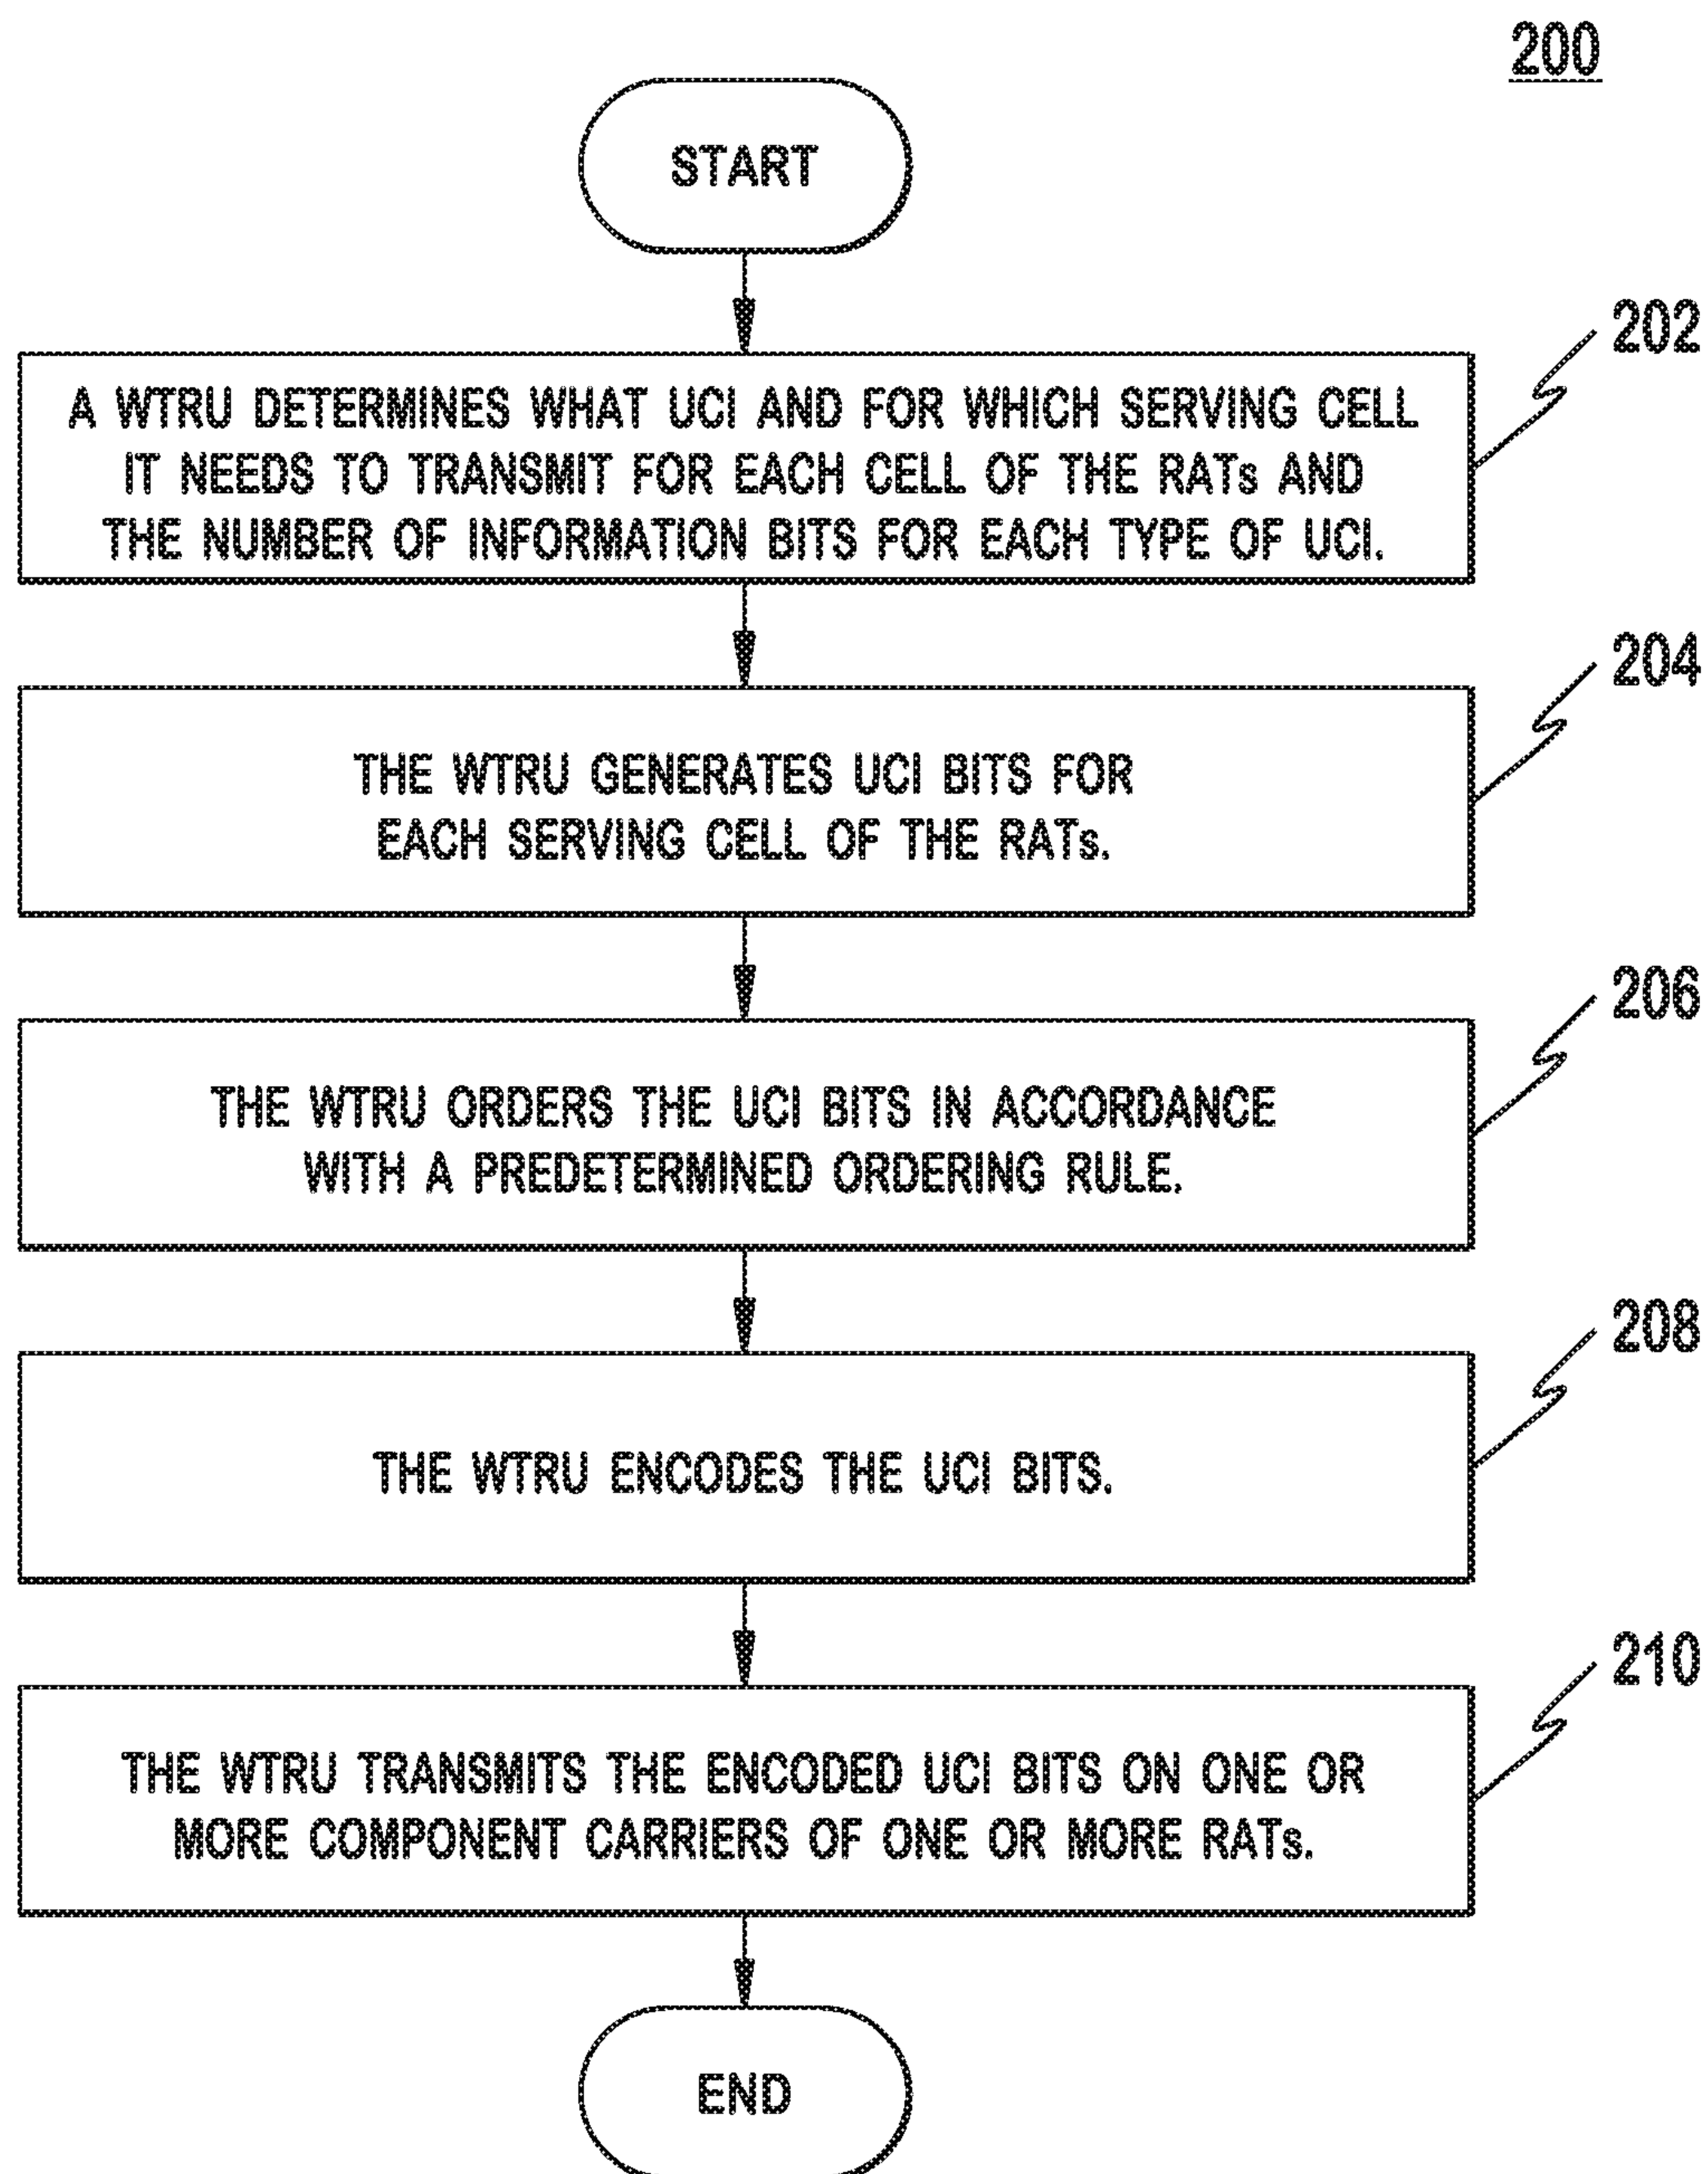 200
START
202
A WTRU DETERMINES WHAT UCI AND FOR WHICH SERVING CELL
IT NEEDS TO TRANSMIT FOR EACH CELL OF THE RATs AND
THE NUMBER OF INFORMATION BITS FOR EACH TYPE OF UCI.
204
THE WTRU GENERATES UCI BITS FOR
EACH SERVING CELL OF THE RATs.
206
THE WTRU ORDERS THE UCI BITS IN ACCORDANCE
WITH A PREDETERMINED ORDERING RULE.
208
THE WTRU ENCODES THE UCI BITS.
210
THE WTRU TRANSMITS THE ENCODED UCI BITS ON ONE OR
MORE COMPONENT CARRIERS OF ONE OR MORE RATs.
END